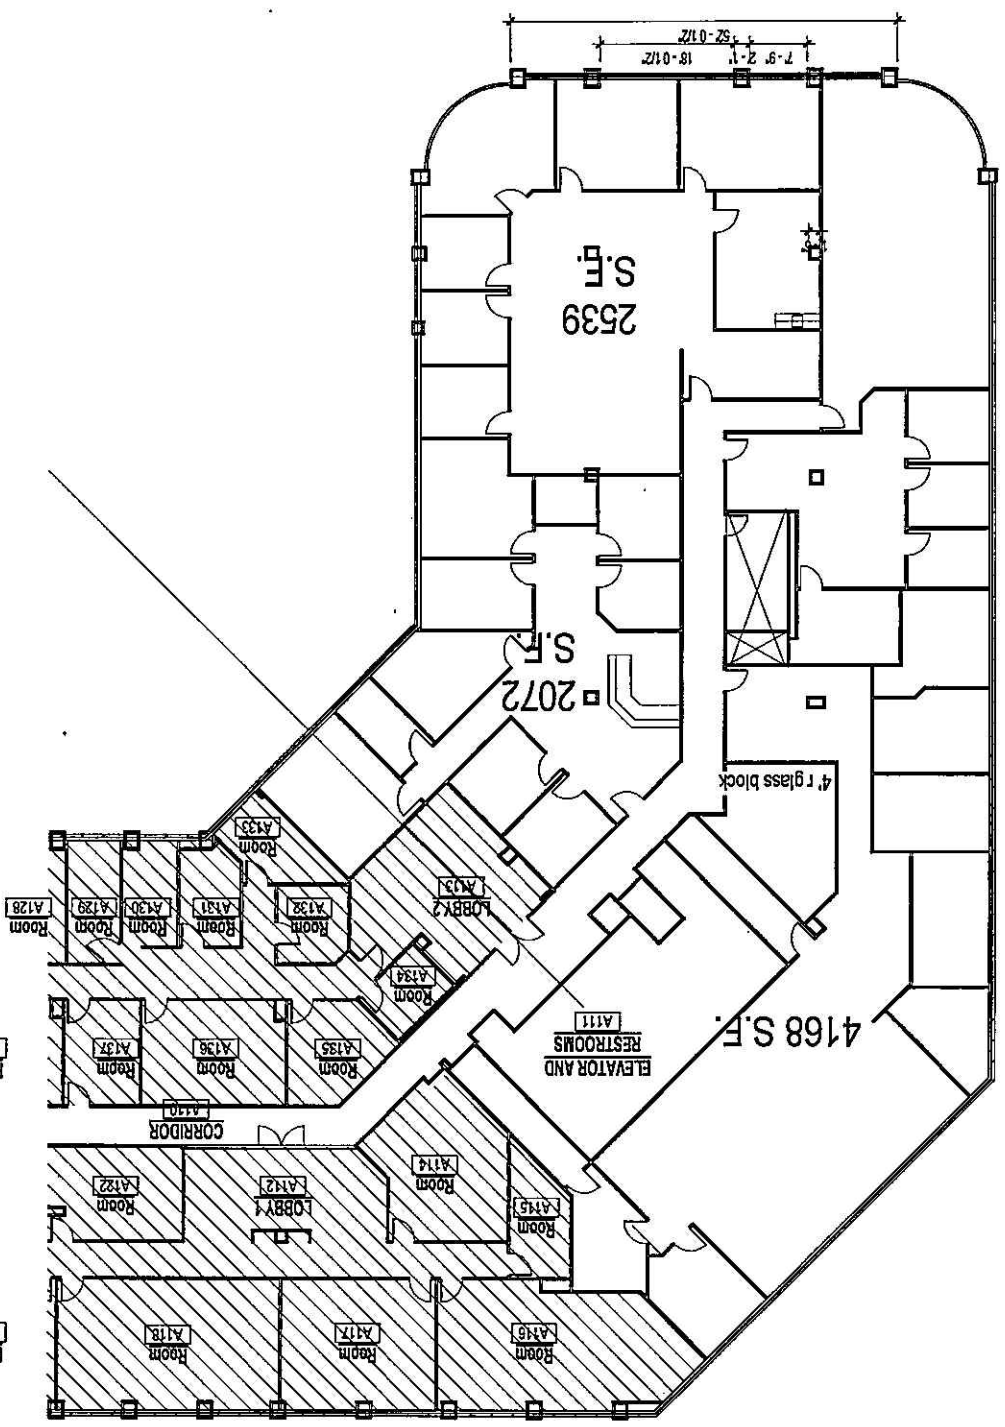 Room
A116
Room
A117
Room
A118
Room
A115
Room
A114
LOBBY 1
A112
Room
A122
CORRIDOR
A110
ELEVATOR AND
RESTROOMS
A111
4168 S.F.
Room
A135
Room
A136
Room
A137
Room
A134
LOBBY 2
A113
Room
A132
Room
A131
Room
A130
Room
A129
Room
A128
Room
A133
4' r glass block
2072
S.F.
2539
S.F.
7'-9"
2'-1"
18'-0 1/2"
52'-0 1/2"